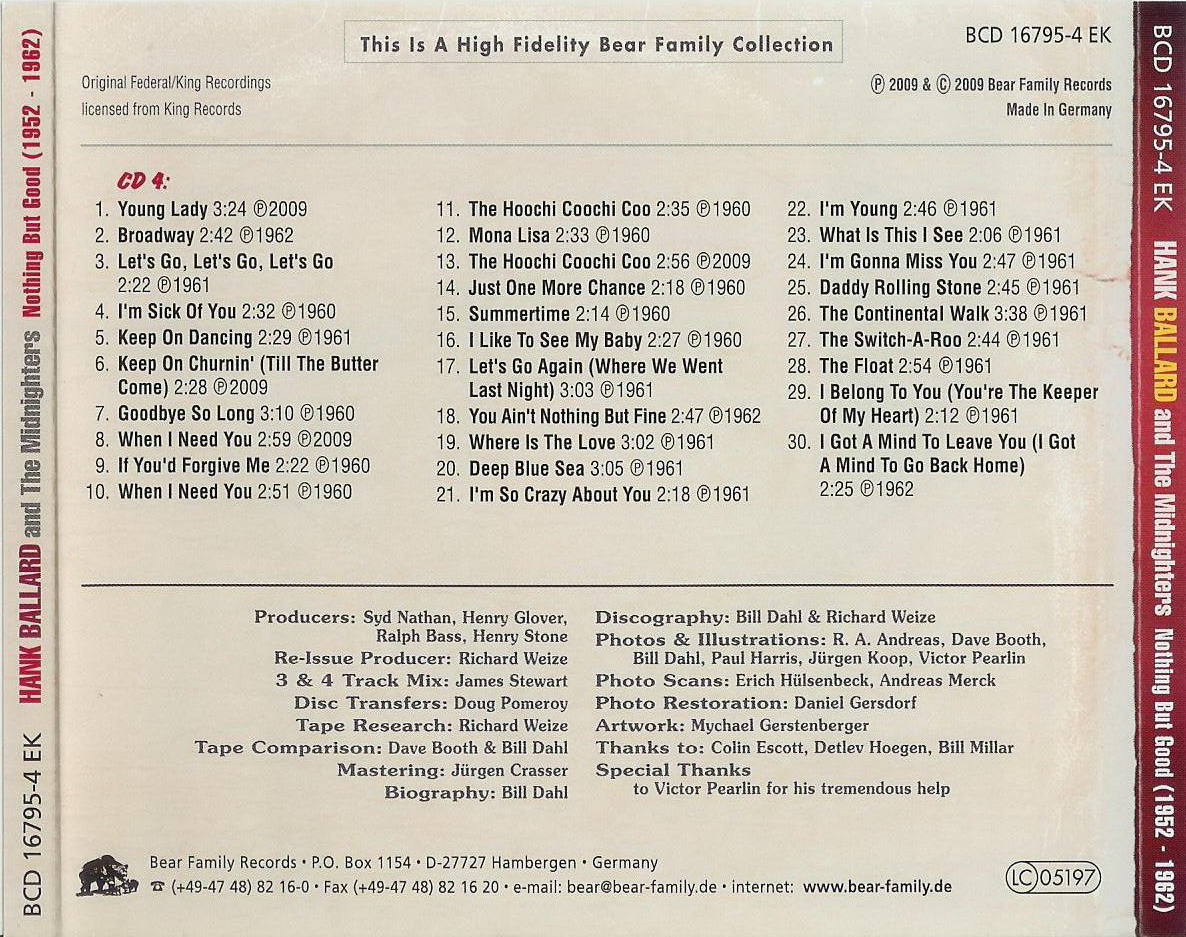 This Is A High Fidelity Bear Family Collection
BCD 16795-4 EK
Original Federal/King Recordings
licensed from King Records
℗ 2009 & © 2009 Bear Family Records
Made In Germany
CD 4:
1. Young Lady 3:24 ℗2009
2. Broadway 2:42 ℗1962
3. Let's Go, Let's Go, Let's Go
2:22 ℗1961
4. I'm Sick Of You 2:32 ℗1960
5. Keep On Dancing 2:29 ℗1961
6. Keep On Churnin' (Till The Butter
Come) 2:28 ℗2009
7. Goodbye So Long 3:10 ℗1960
8. When I Need You 2:59 ℗2009
9. If You'd Forgive Me 2:22 ℗1960
10. When I Need You 2:51 ℗1960
11. The Hoochi Coochi Coo 2:35 ℗1960
12. Mona Lisa 2:33 ℗1960
13. The Hoochi Coochi Coo 2:56 ℗2009
14. Just One More Chance 2:18 ℗1960
15. Summertime 2:14 ℗1960
16. I Like To See My Baby 2:27 ℗1960
17. Let's Go Again (Where We Went
Last Night) 3:03 ℗1961
18. You Ain't Nothing But Fine 2:47 ℗1962
19. Where Is The Love 3:02 ℗1961
20. Deep Blue Sea 3:05 ℗1961
21. I'm So Crazy About You 2:18 ℗1961
22. I'm Young 2:46 ℗1961
23. What Is This I See 2:06 ℗1961
24. I'm Gonna Miss You 2:47 ℗1961
25. Daddy Rolling Stone 2:45 ℗1961
26. The Continental Walk 3:38 ℗1961
27. The Switch-A-Roo 2:44 ℗1961
28. The Float 2:54 ℗1961
29. I Belong To You (You're The Keeper
Of My Heart) 2:12 ℗1961
30. I Got A Mind To Leave You (I Got
A Mind To Go Back Home)
2:25 ℗1962
Producers: Syd Nathan, Henry Glover,
Ralph Bass, Henry Stone
Re-Issue Producer: Richard Weize
3 & 4 Track Mix: James Stewart
Disc Transfers: Doug Pomeroy
Tape Research: Richard Weize
Tape Comparison: Dave Booth & Bill Dahl
Mastering: Jürgen Crasser
Biography: Bill Dahl
Discography: Bill Dahl & Richard Weize
Photos & Illustrations: R. A. Andreas, Dave Booth,
Bill Dahl, Paul Harris, Jürgen Koop, Victor Pearlin
Photo Scans: Erich Hülsenbeck, Andreas Merck
Photo Restoration: Daniel Gersdorf
Artwork: Mychael Gerstenberger
Thanks to: Colin Escott, Detlev Hoegen, Bill Millar
Special Thanks
to Victor Pearlin for his tremendous help
Bear Family Records • P.O. Box 1154 • D-27727 Hambergen • Germany
☎ (+49-47 48) 82 16-0 • Fax (+49-47 48) 82 16 20 • e-mail: bear@bear-family.de • internet: www.bear-family.de
LC 05197
BCD 16795-4 EK HANK BALLARD and The Midnighters Nothing But Good (1952 - 1962)
BCD 16795-4 EK HANK BALLARD and The Midnighters Nothing But Good (1952 - 1962)